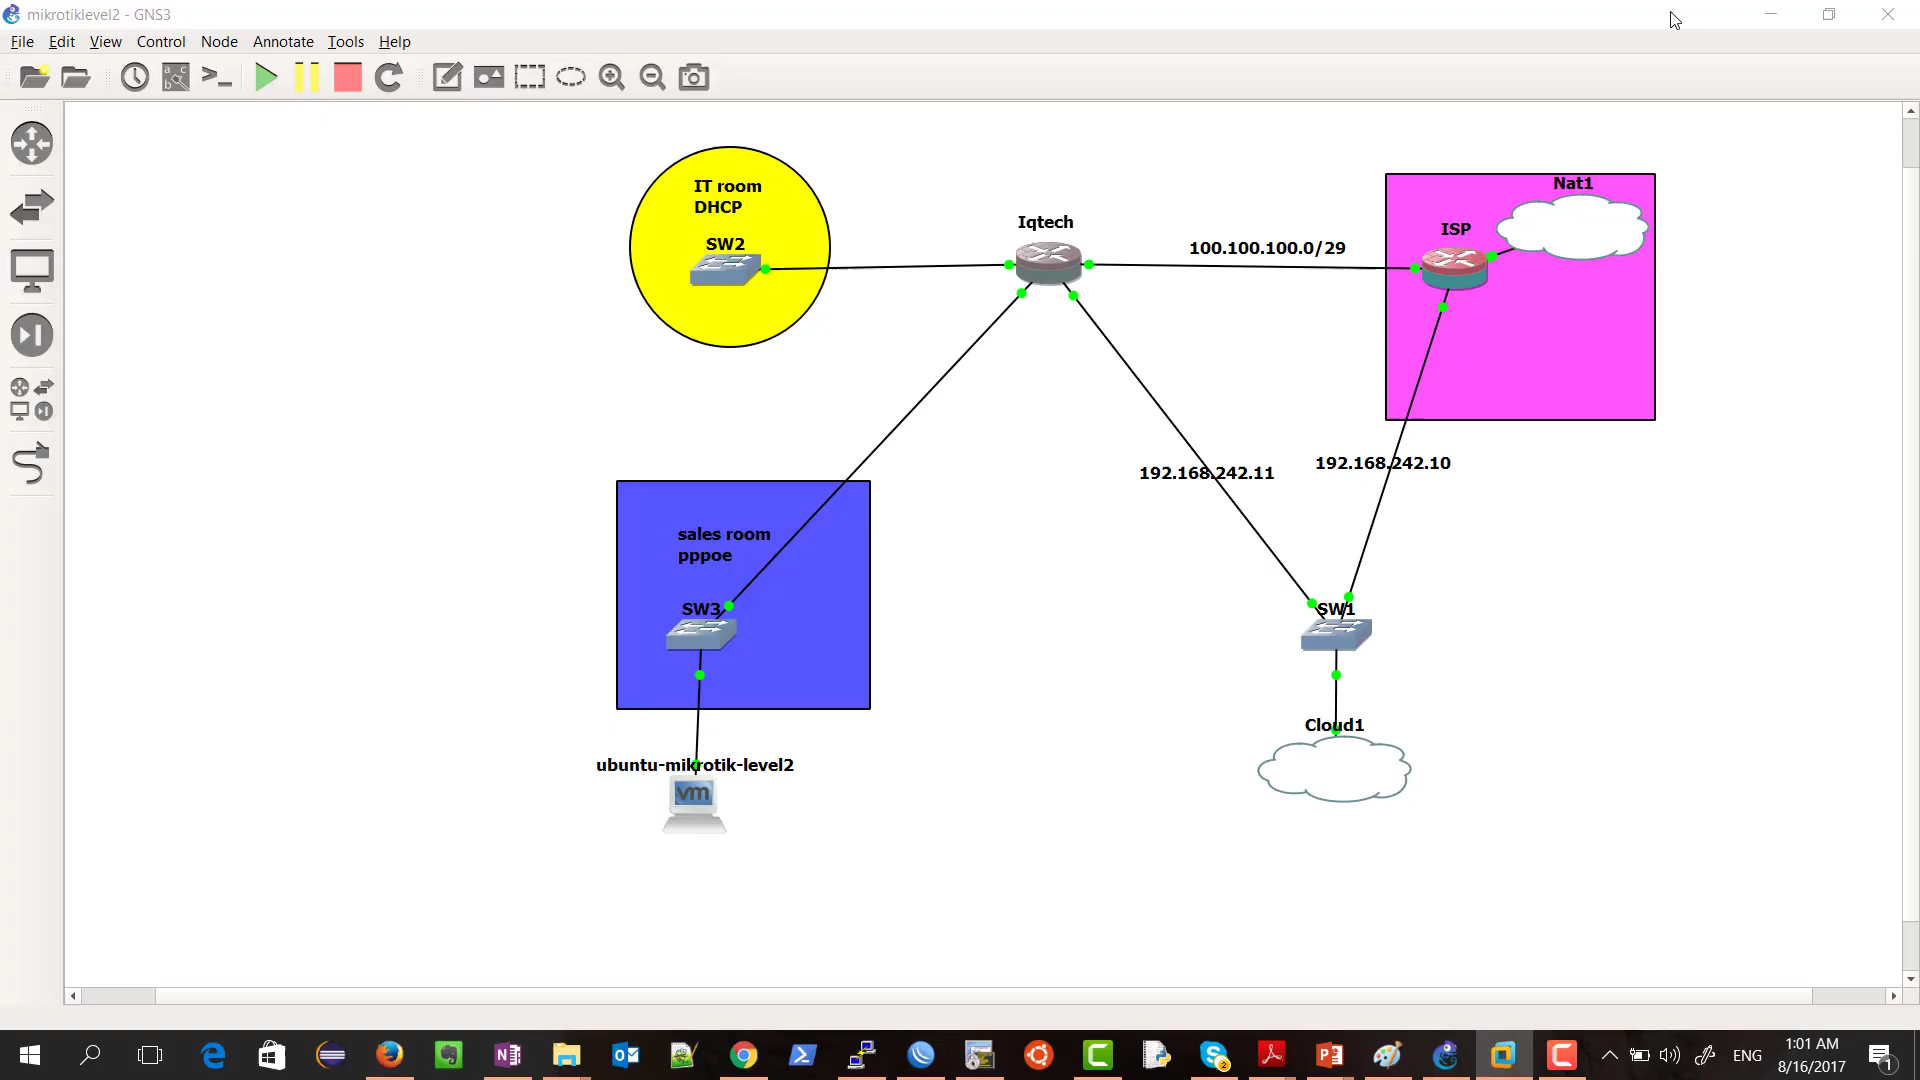 mikrotiklevel2 - GNS3
File Edit View Control Node Annotate Tools Help
IT room
DHCP
SW2
Iqtech
100.100.100.0/29
Nat1
ISP
192.168.242.11
192.168.242.10
sales room
pppoe
SW3
SW1
Cloud1
ubuntu-mikrotik-level2
vm
ENG
1:01 AM
8/16/2017
1
2